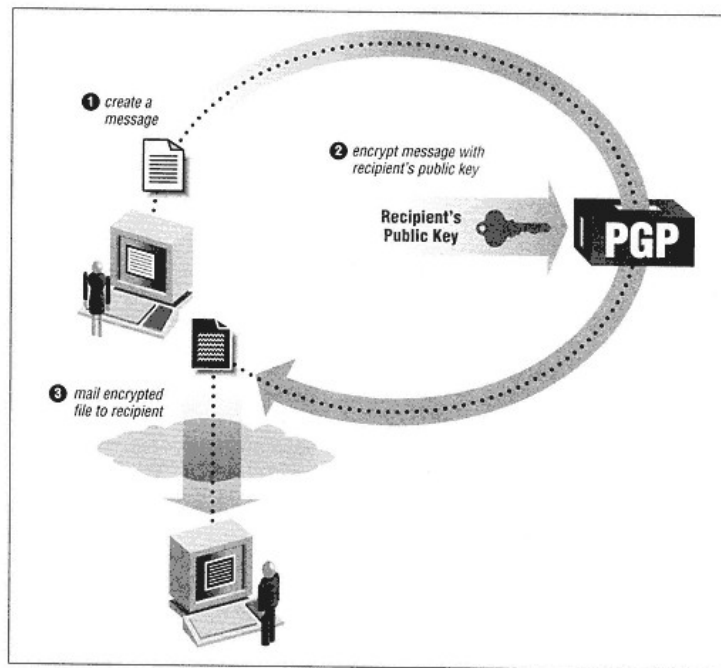 1 create a
message
2 encrypt message with
recipient's public key
Recipient's
Public Key
PGP
3 mail encrypted
file to recipient